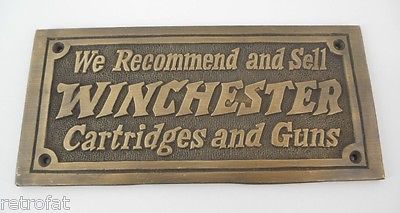 We Recommend and Sell
WINCHESTER
Cartridges and Guns
retrofat